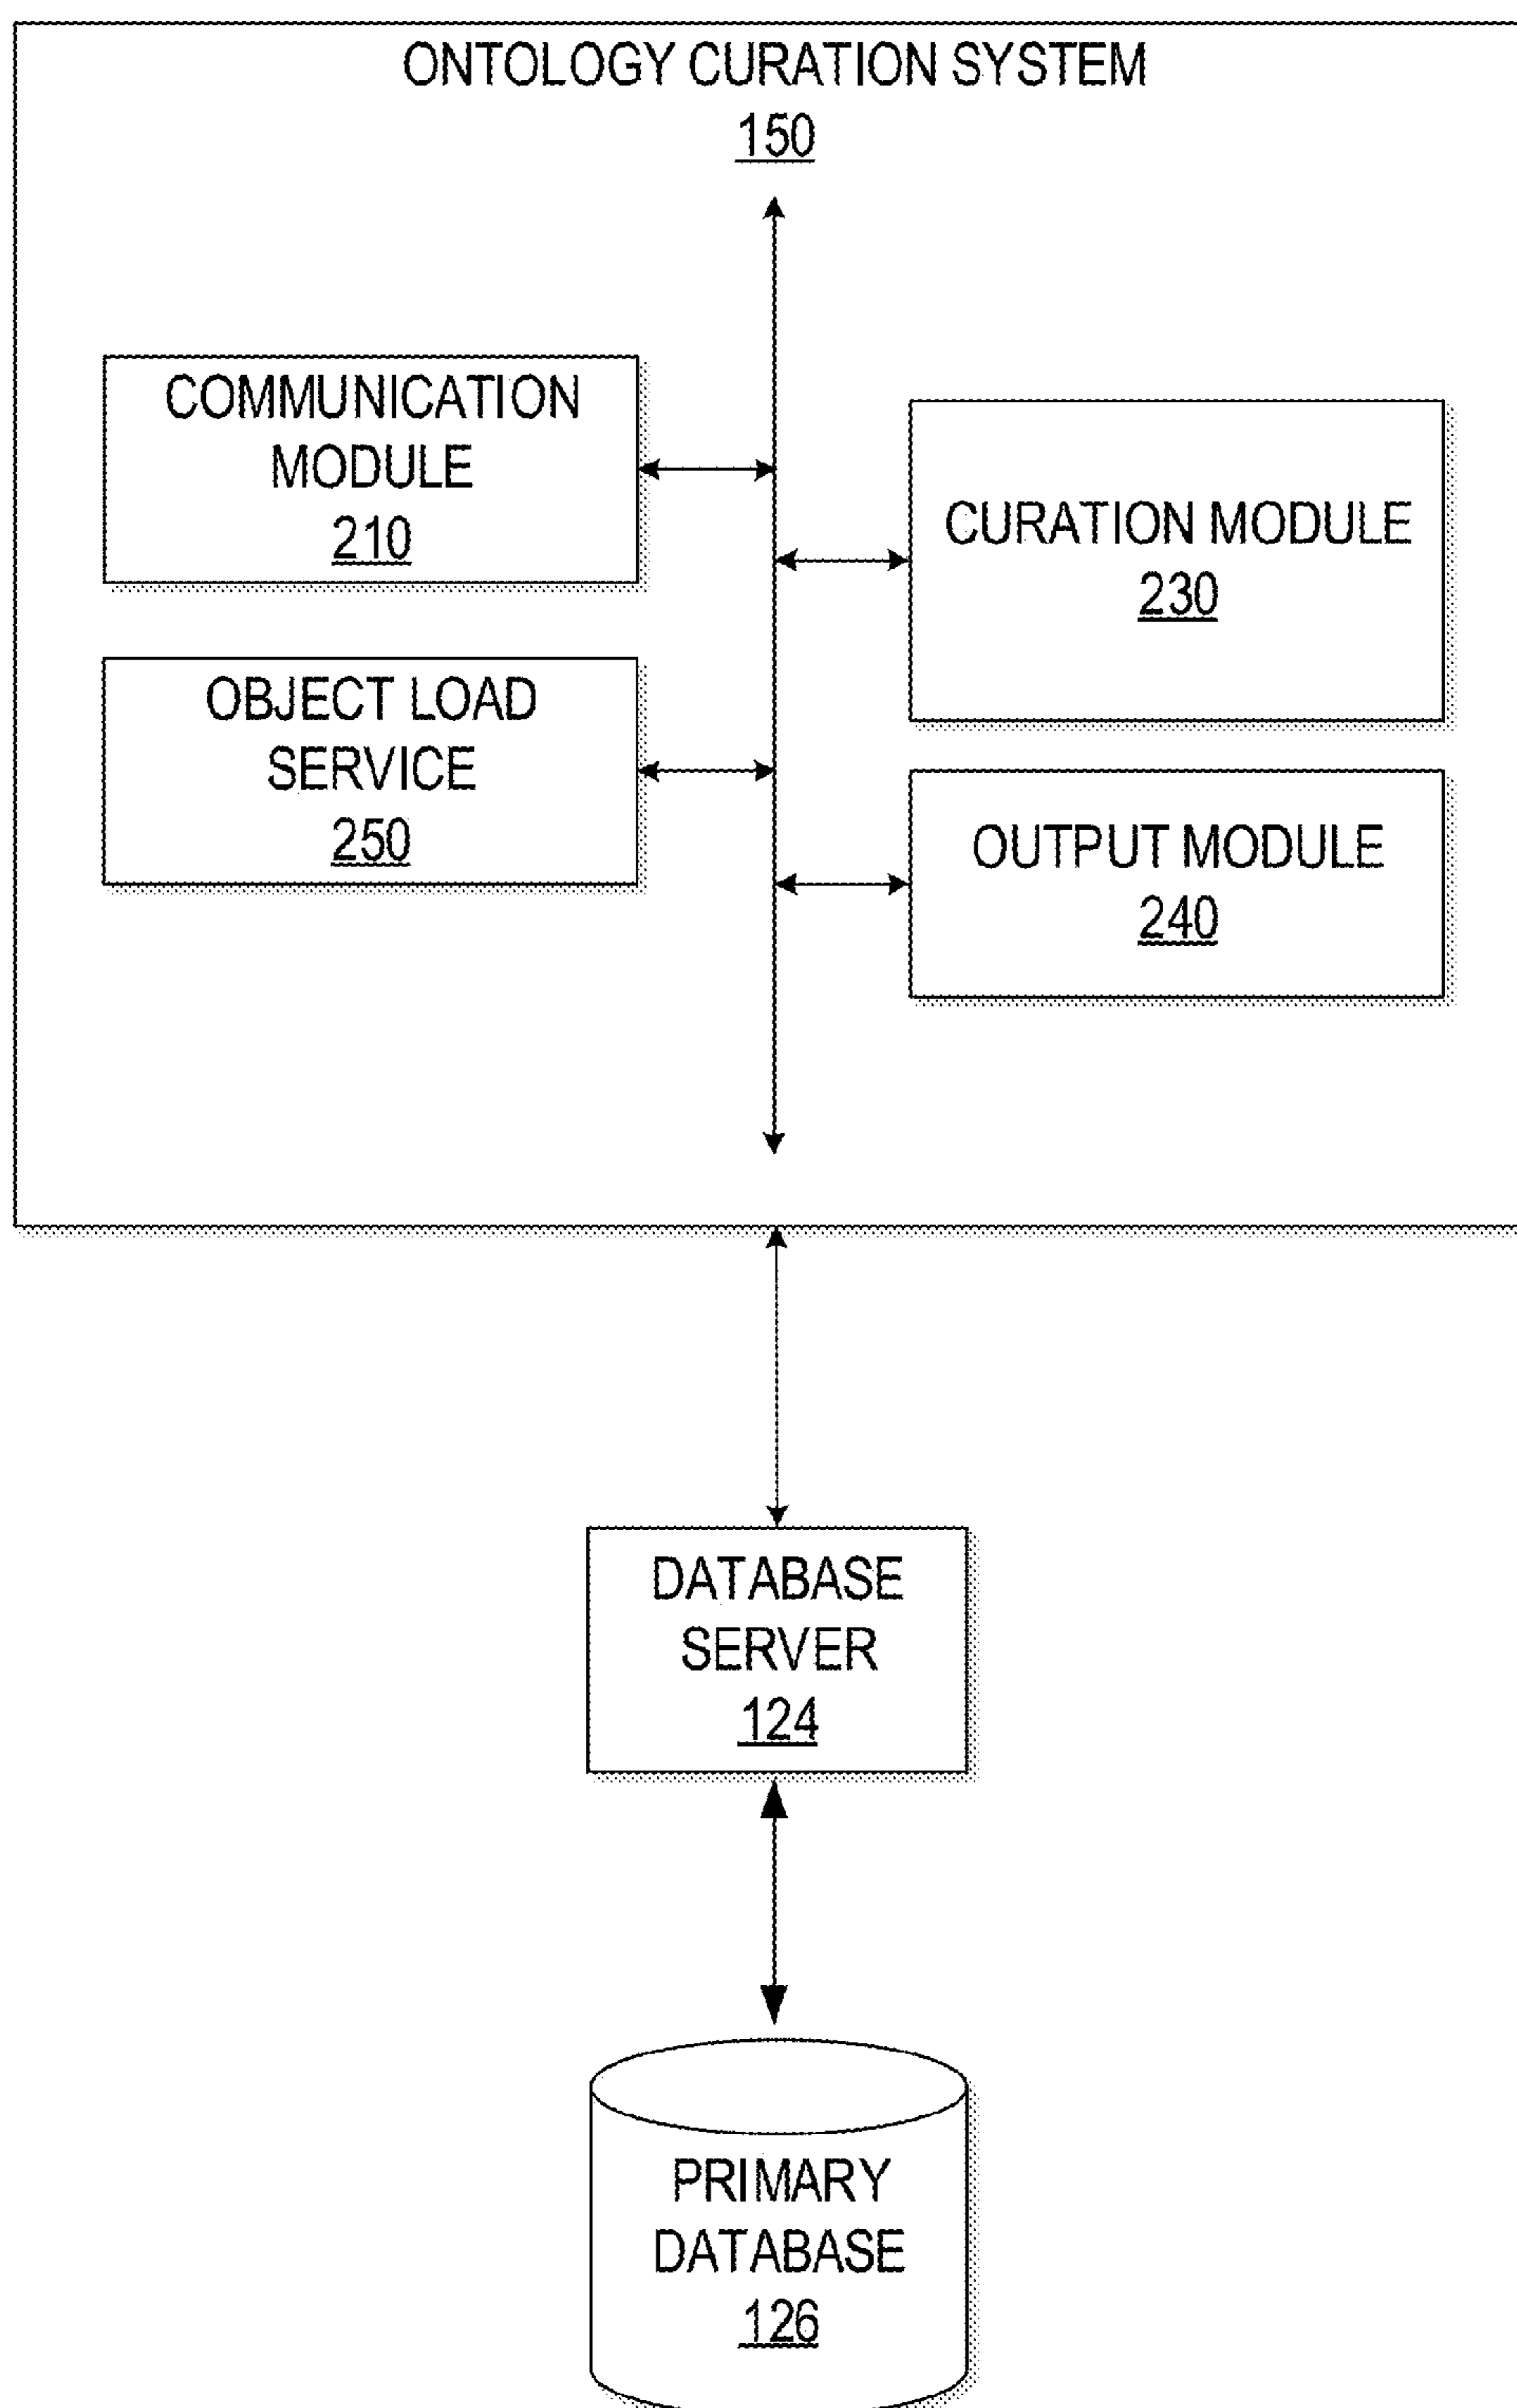 ONTOLOGY CURATION SYSTEM
150
COMMUNICATION
MODULE
210
OBJECT LOAD
SERVICE
250
CURATION MODULE
230
OUTPUT MODULE
240
DATABASE
SERVER
124
PRIMARY
DATABASE
126